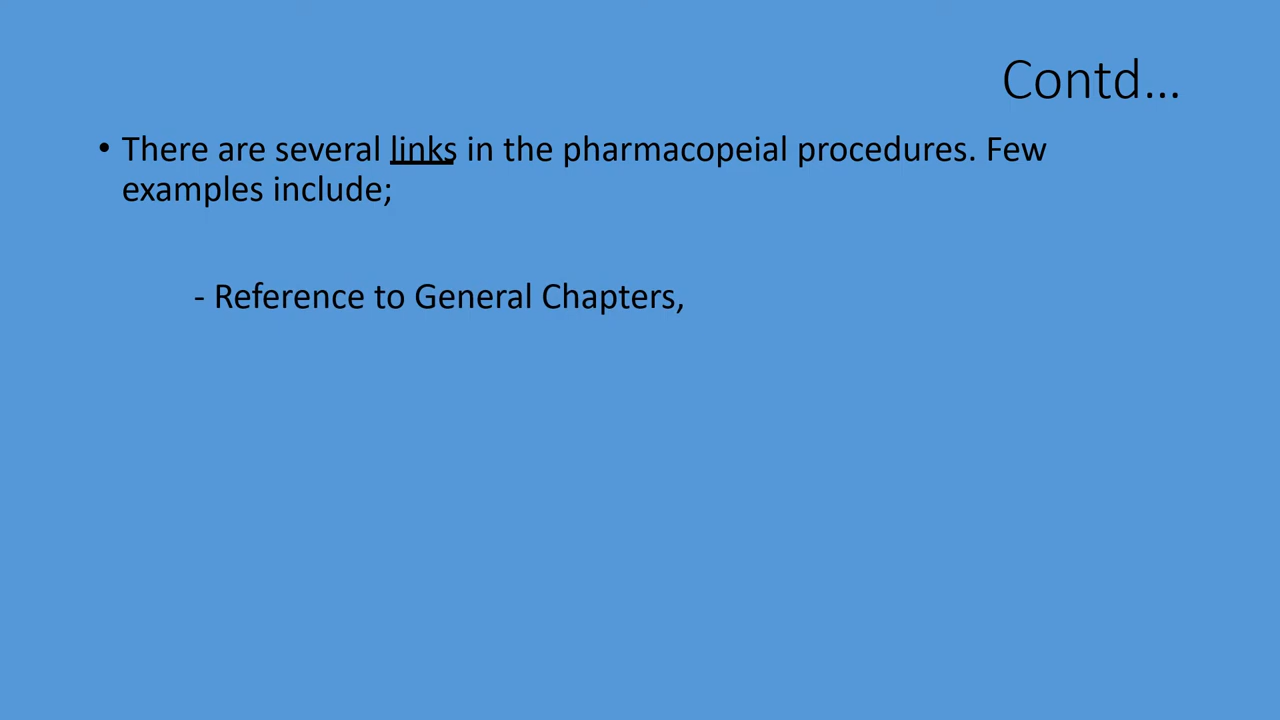 Contd...
• There are several links in the pharmacopeial procedures. Few
examples include;
- Reference to General Chapters,